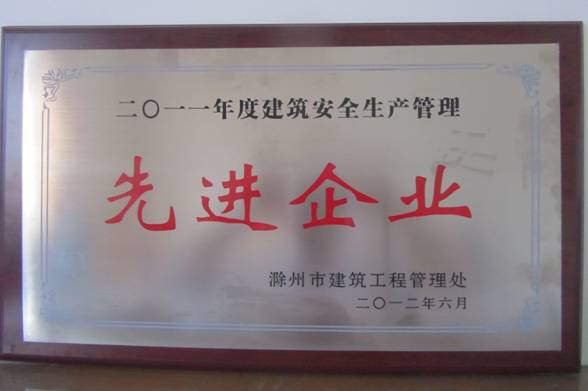 二〇一一年度建筑安全生产管理
先进企业
滁州市建筑工程管理处
二〇一二年六月